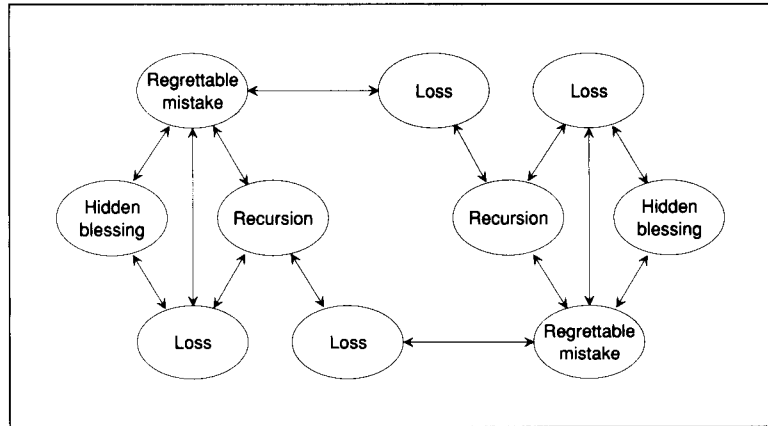 Regrettable
mistake
Loss
Loss
Hidden
blessing
Recursion
Recursion
Hidden
blessing
Loss
Loss
Regrettable
mistake